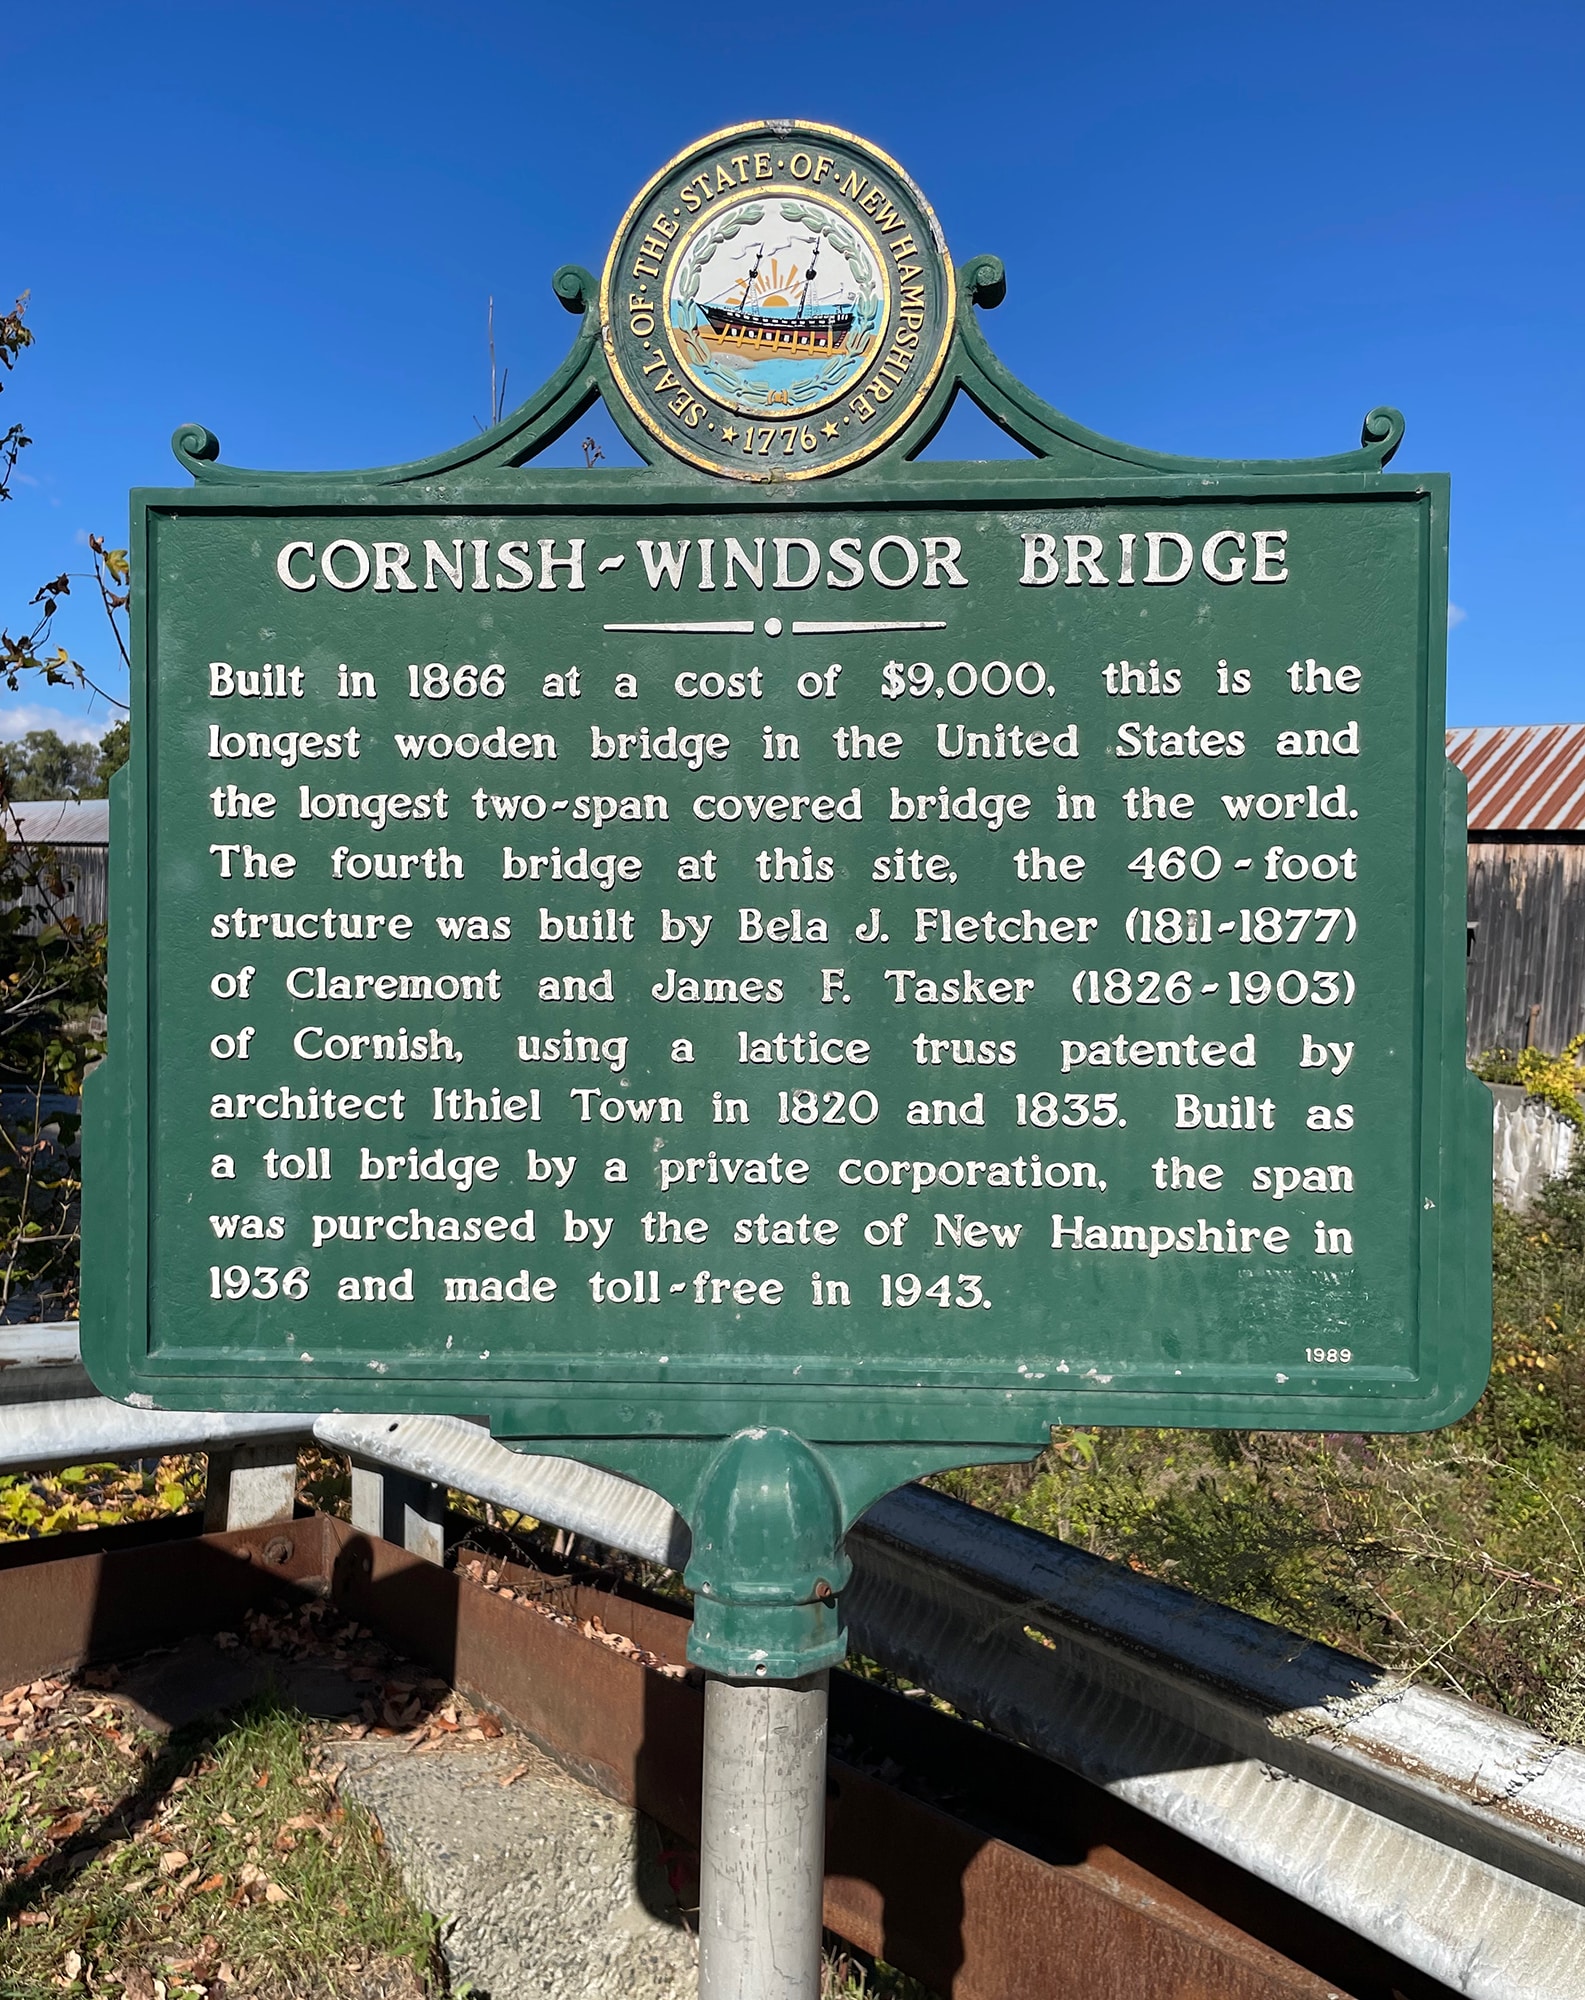 SEAL·OF·THE·STATE·OF·NEW HAMPSHIRE·
★1776★
CORNISH-WINDSOR BRIDGE
Built in 1866 at a cost of $9,000, this is the
longest wooden bridge in the United States and
the longest two-span covered bridge in the world.
The fourth bridge at this site, the 460-foot
structure was built by Bela J. Fletcher (1811-1877)
of Claremont and James F. Tasker (1826-1903)
of Cornish, using a lattice truss patented by
architect Ithiel Town in 1820 and 1835. Built as
a toll bridge by a private corporation, the span
was purchased by the state of New Hampshire in
1936 and made toll-free in 1943.
1989